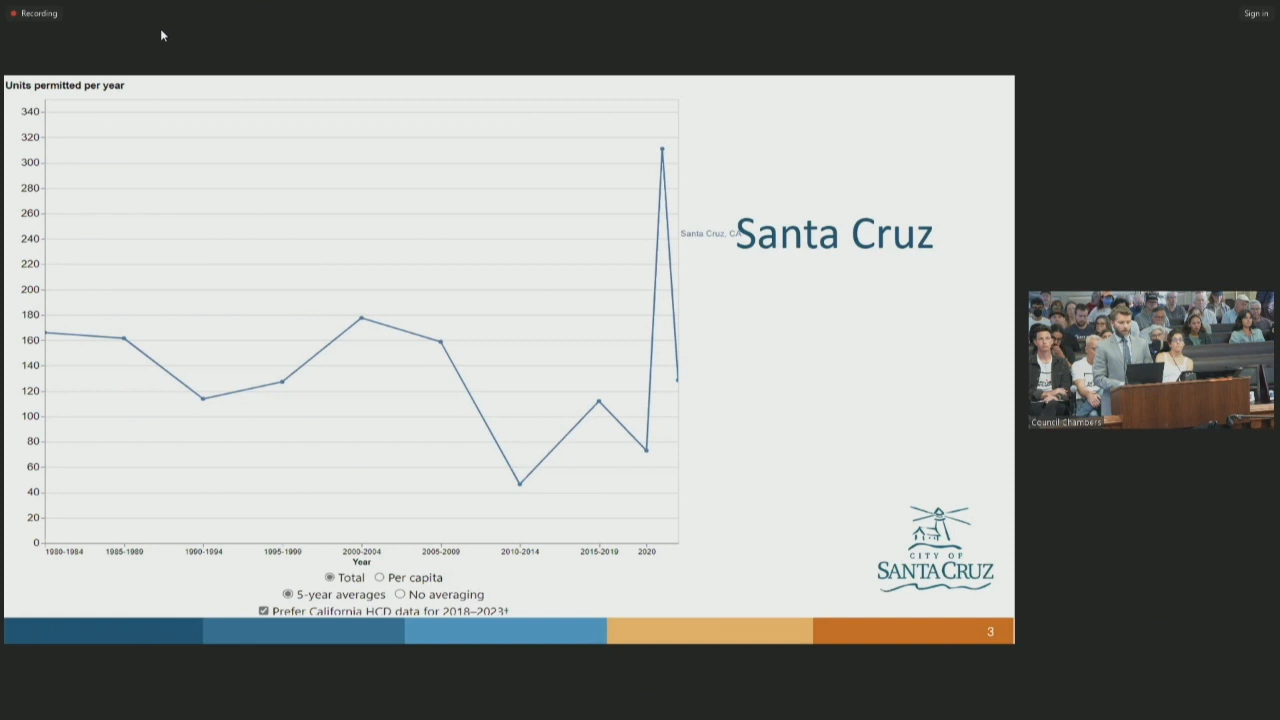 Recording
Sign in
Units permitted per year
340
320
300
280
260
240
220
200
180
160
140
120
100
80
60
40
20
0
Santa Cruz, CA
Santa Cruz
1980-1984 1985-1989 1990-1994 1995-1999 2000-2004 2005-2009 2010-2014 2015-2019 2020
Year
Total Per capita
5-year averages No averaging
Prefer California HCD data for 2018–2023†
CITY OF
SANTA CRUZ
3
Council Chambers